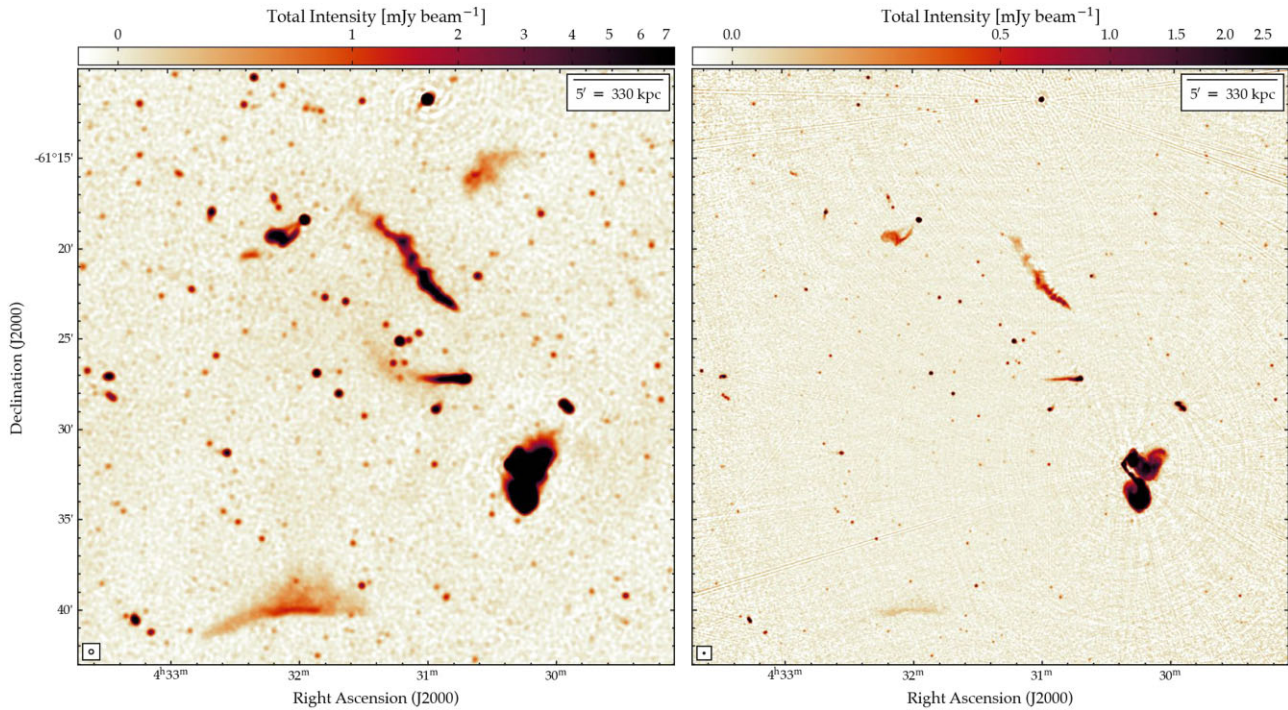 Total Intensity [mJy beam⁻¹]
0 1 2 3 4 5 6 7
5′ = 330 kpc
-61°15′
20′
25′
30′
35′
40′
Declination (J2000)
4ʰ33ᵐ 32ᵐ 31ᵐ 30ᵐ
Right Ascension (J2000)
Total Intensity [mJy beam⁻¹]
0.0 0.5 1.0 1.5 2.0 2.5
5′ = 330 kpc
4ʰ33ᵐ 32ᵐ 31ᵐ 30ᵐ
Right Ascension (J2000)